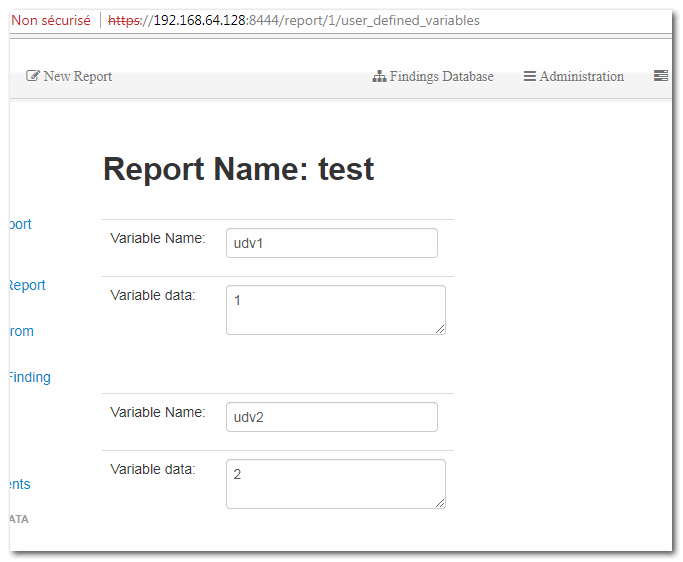 Non sécurisé | https://192.168.64.128:8444/report/1/user_defined_variables
New Report Findings Database Administration
Report Name: test
port
Variable Name: udv1
Report
Variable data: 1
From
Finding
Variable Name: udv2
Variable data: 2
ents
ATA